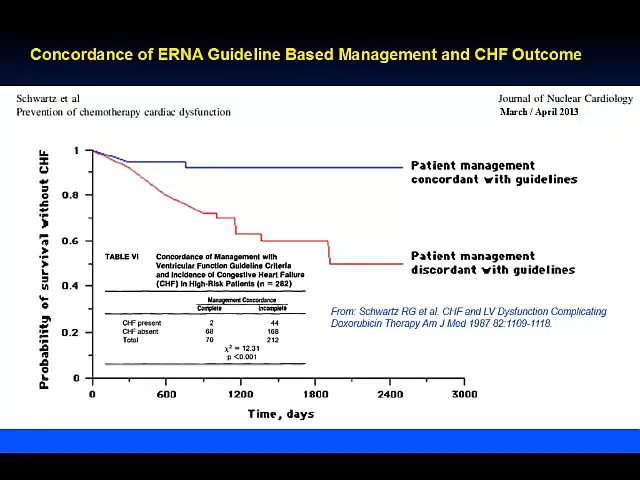 Concordance of ERNA Guideline Based Management and CHF Outcome
Schwartz et al
Prevention of chemotherapy cardiac dysfunction
Journal of Nuclear Cardiology
March / April 2013
Probability of survival without CHF
1
0.8
0.6
0.4
0.2
0
0 600 1200 1800 2400 3000
Time, days
Patient management
concordant with guidelines
Patient management
discordant with guidelines
TABLE VI Concordance of Management with
Ventricular Function Guideline Criteria
and Incidence of Congestive Heart Failure
(CHF) in High-Risk Patients (n = 282)
Management Concordance
Complete Incomplete
CHF present 2 44
CHF absent 68 168
Total 70 212
χ² = 12.31
p <0.001
From: Schwartz RG et al. CHF and LV Dysfunction Complicating
Doxorubicin Therapy Am J Med 1987 82:1109-1118.